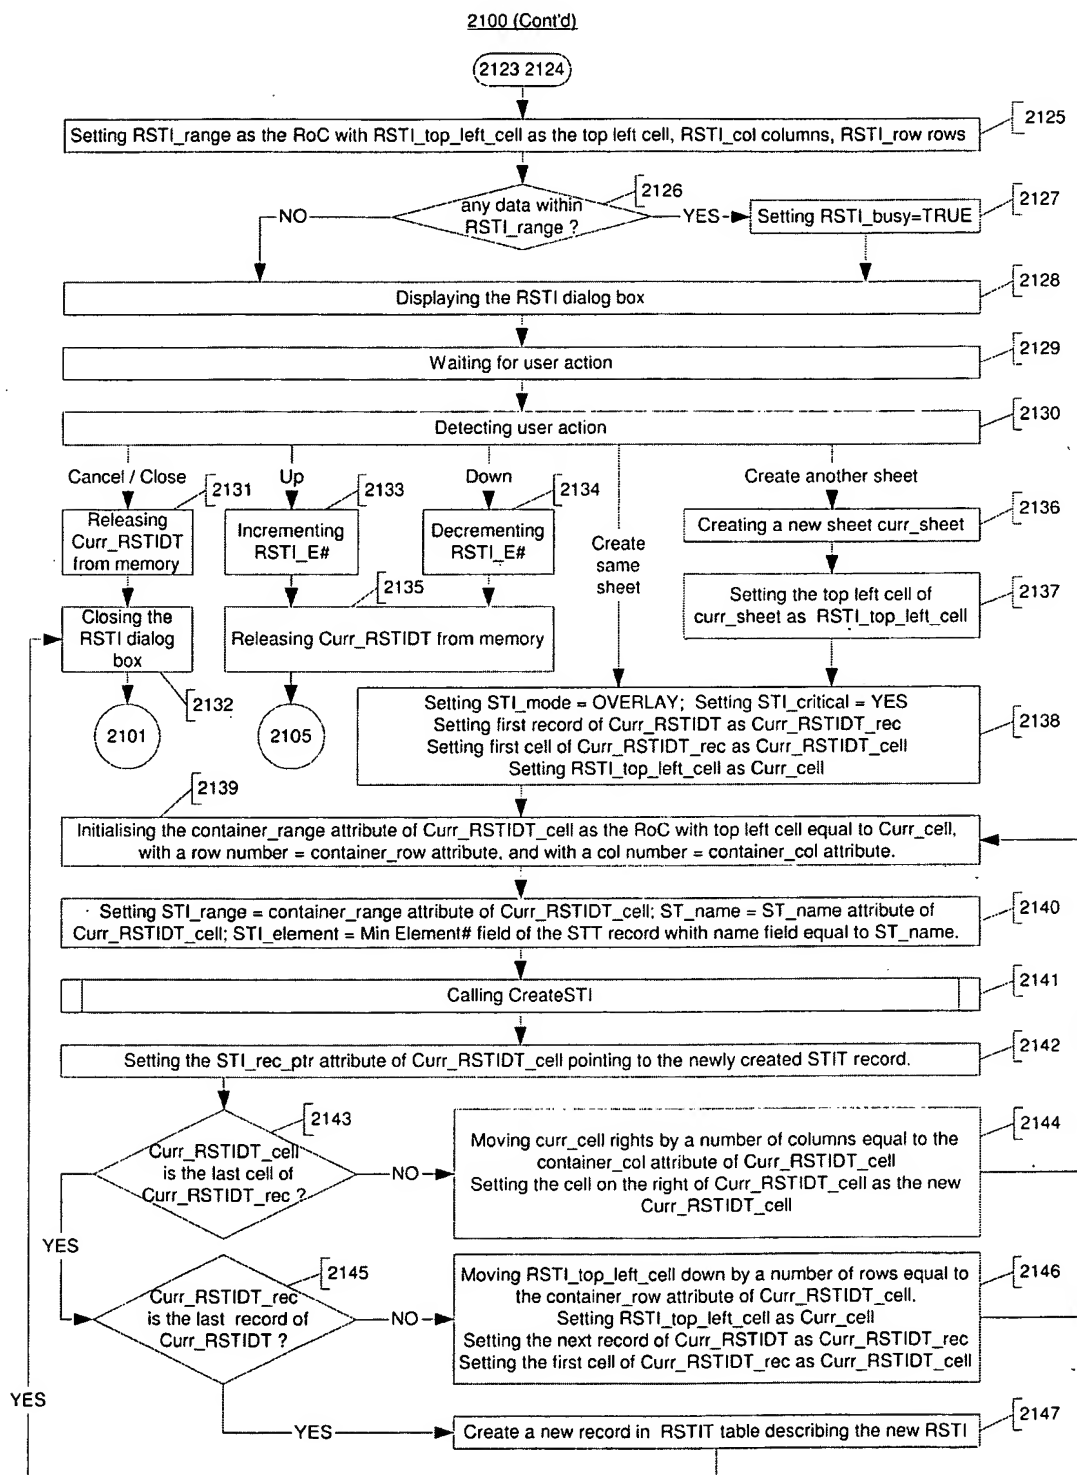 2100 (Cont'd)
2123 2124
Setting RSTI_range as the RoC with RSTI_top_left_cell as the top left cell, RSTI_col columns, RSTI_row rows
2125
any data within
RSTI_range ?
2126
NO
YES
Setting RSTI_busy=TRUE
2127
Displaying the RSTI dialog box
2128
Waiting for user action
2129
Detecting user action
2130
Cancel / Close
Up
Down
Create
same
sheet
Create another sheet
2131
Releasing
Curr_RSTIDT
from memory
2133
Incrementing
RSTI_E#
2134
Decrementing
RSTI_E#
Creating a new sheet curr_sheet
2136
Setting the top left cell of
curr_sheet as RSTI_top_left_cell
2137
Closing the
RSTI dialog
box
2132
2135
Releasing Curr_RSTIDT from memory
2101
2105
Setting STI_mode = OVERLAY; Setting STI_critical = YES
Setting first record of Curr_RSTIDT as Curr_RSTIDT_rec
Setting first cell of Curr_RSTIDT_rec as Curr_RSTIDT_cell
Setting RSTI_top_left_cell as Curr_cell
2138
2139
Initialising the container_range attribute of Curr_RSTIDT_cell as the RoC with top left cell equal to Curr_cell,
with a row number = container_row attribute, and with a col number = container_col attribute.
Setting STI_range = container_range attribute of Curr_RSTIDT_cell; ST_name = ST_name attribute of
Curr_RSTIDT_cell; STI_element = Min Element# field of the STT record whith name field equal to ST_name.
2140
Calling CreateSTI
2141
Setting the STI_rec_ptr attribute of Curr_RSTIDT_cell pointing to the newly created STIT record.
2142
Curr_RSTIDT_cell
is the last cell of
Curr_RSTIDT_rec ?
2143
NO
Moving curr_cell rights by a number of columns equal to the
container_col attribute of Curr_RSTIDT_cell
Setting the cell on the right of Curr_RSTIDT_cell as the new
Curr_RSTIDT_cell
2144
YES
Curr_RSTIDT_rec
is the last record of
Curr_RSTIDT ?
2145
NO
Moving RSTI_top_left_cell down by a number of rows equal to
the container_row attribute of Curr_RSTIDT_cell.
Setting RSTI_top_left_cell as Curr_cell
Setting the next record of Curr_RSTIDT as Curr_RSTIDT_rec
Setting the first cell of Curr_RSTIDT_rec as Curr_RSTIDT_cell
2146
YES
YES
Create a new record in RSTIT table describing the new RSTI
2147